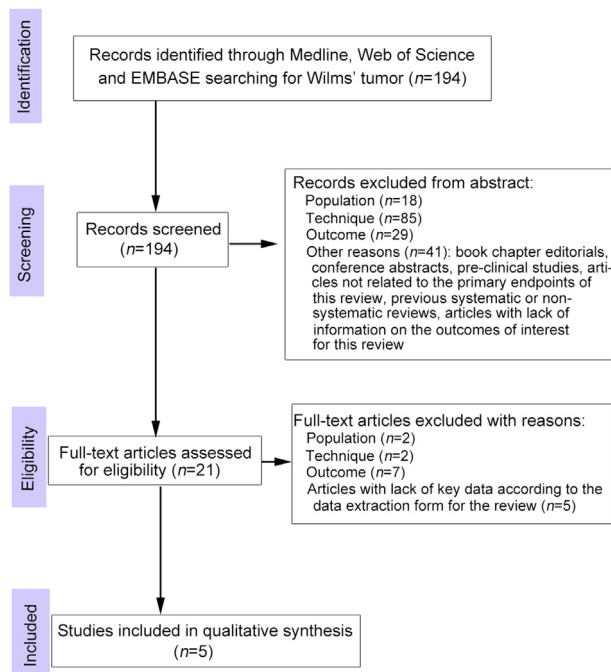 Identification
Records identified through Medline, Web of Science
and EMBASE searching for Wilms' tumor (n=194)
Screening
Records screened
(n=194)
Records excluded from abstract:
Population (n=18)
Technique (n=85)
Outcome (n=29)
Other reasons (n=41): book chapter editorials,
conference abstracts, pre-clinical studies, arti-
cles not related to the primary endpoints of
this review, previous systematic or non-
systematic reviews, articles with lack of
information on the outcomes of interest
for this review
Eligibility
Full-text articles assessed
for eligibility (n=21)
Full-text articles excluded with reasons:
Population (n=2)
Technique (n=2)
Outcome (n=7)
Articles with lack of key data according to the
data extraction form for the review (n=5)
Included
Studies included in qualitative synthesis
(n=5)